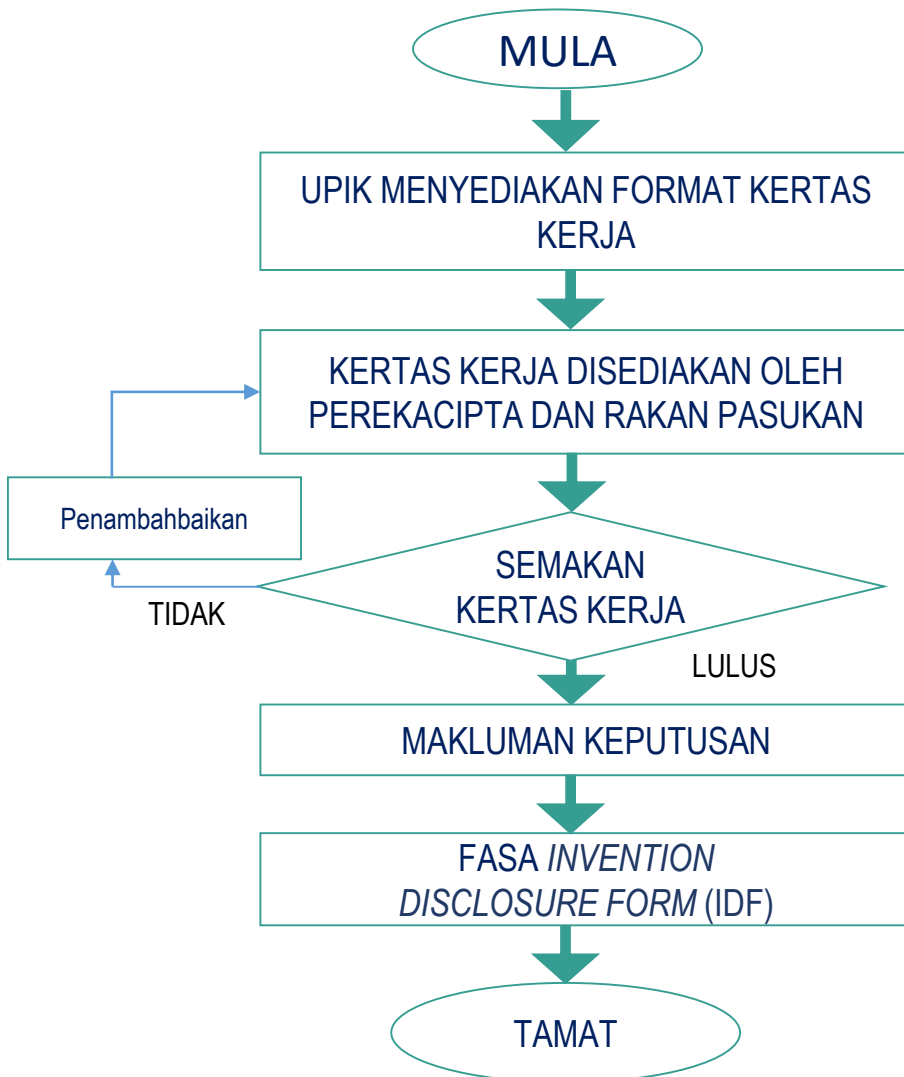 MULA
UPIK MENYEDIAKAN FORMAT KERTAS
KERJA
KERTAS KERJA DISEDIAKAN OLEH
PEREKACIPTA DAN RAKAN PASUKAN
Penambahbaikan
SEMAKAN
KERTAS KERJA
TIDAK
LULUS
MAKLUMAN KEPUTUSAN
FASA INVENTION
DISCLOSURE FORM (IDF)
TAMAT